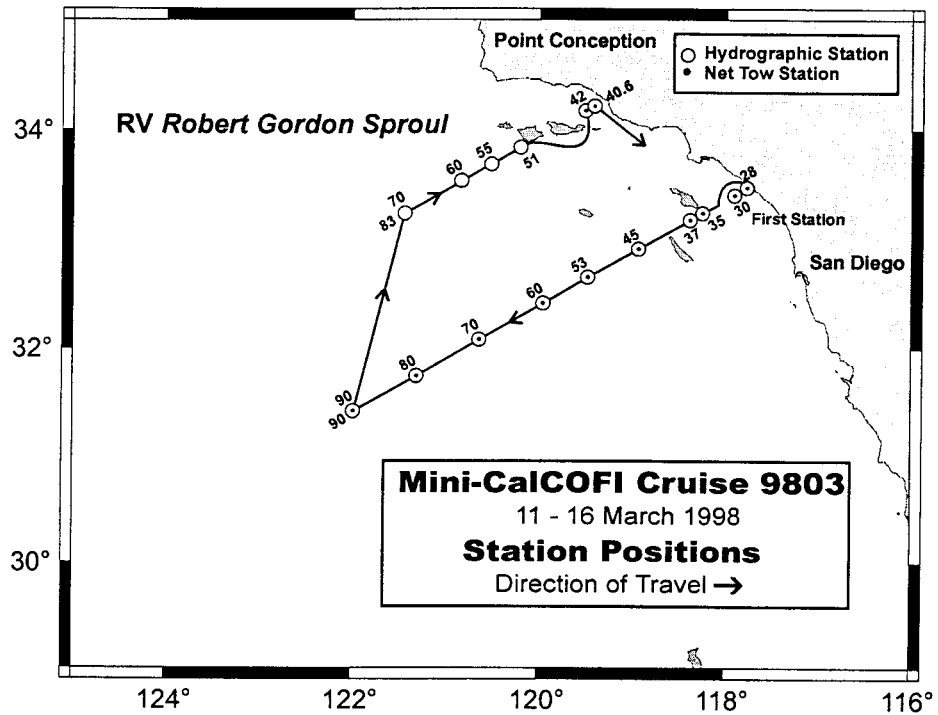 Point Conception
Hydrographic Station
Net Tow Station
RV Robert Gordon Sproul
42
40.6
34°
55
60
51
70
83
28
30
First Station
35
37
45
San Diego
53
60
32°
70
80
90
90
Mini-CalCOFI Cruise 9803
11 - 16 March 1998
Station Positions
Direction of Travel →
30°
124°
122°
120°
118°
116°